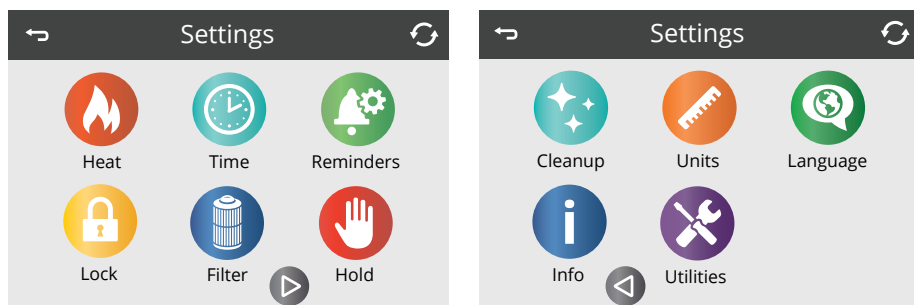 Settings
Heat Time Reminders
Lock Filter Hold
Settings
Cleanup Units Language
Info Utilities